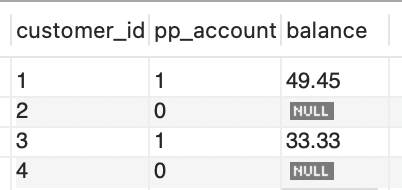 customer_id pp_account balance
1 1 49.45
2 0 NULL
3 1 33.33
4 0 NULL